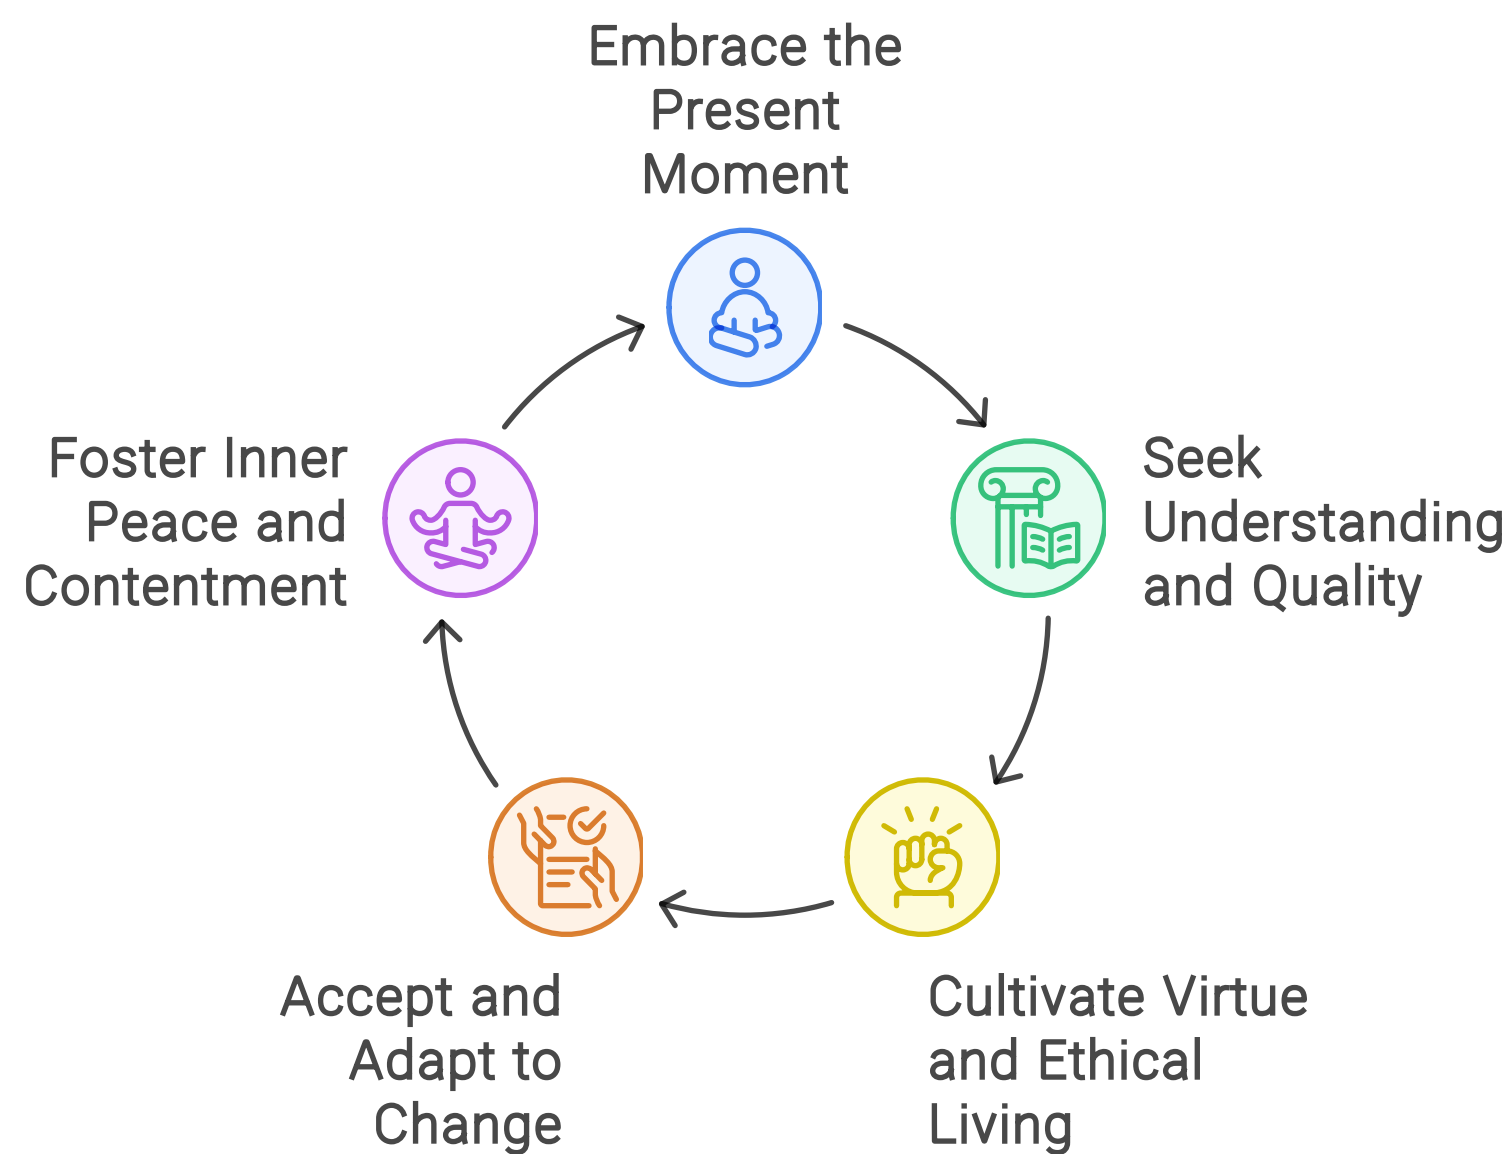 Embrace the
Present
Moment
Seek
Understanding
and Quality
Cultivate Virtue
and Ethical
Living
Accept and
Adapt to
Change
Foster Inner
Peace and
Contentment